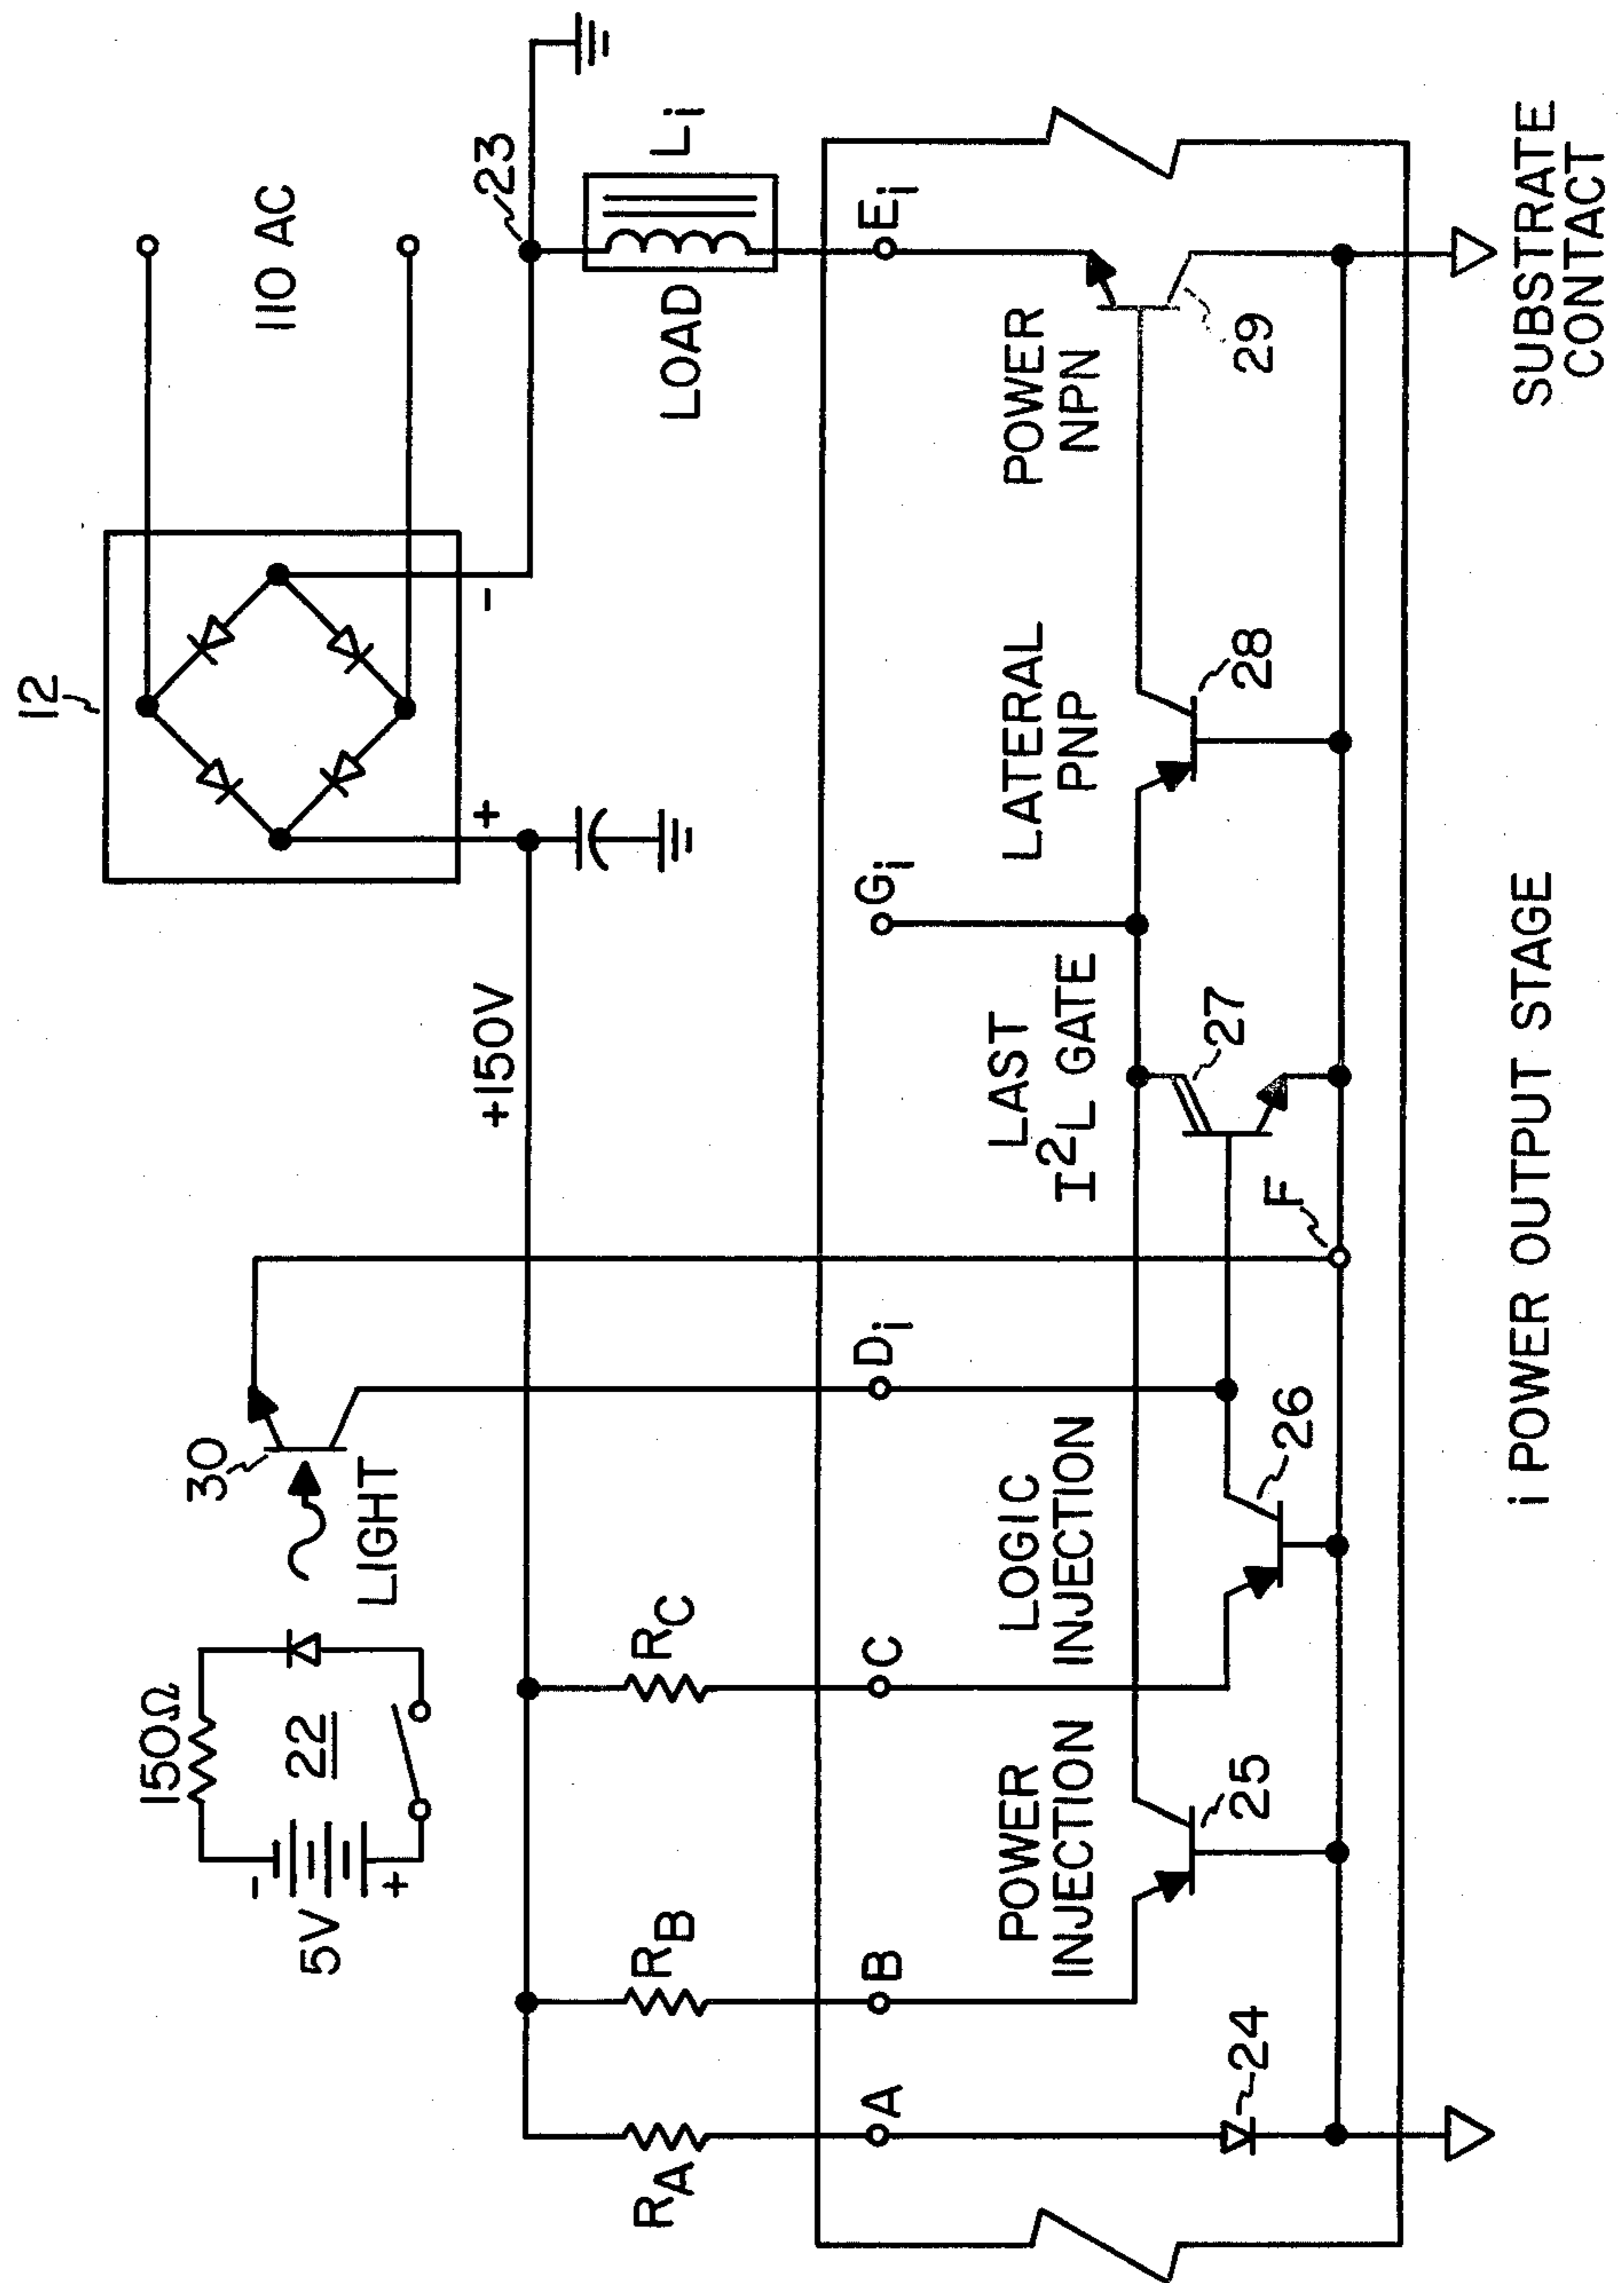 12
110 AC
+
-
23
5V
-
+
150Ω
22
LIGHT
30
+150V
LOAD
Li
RA
RB
RC
A
B
C
Di
Gi
Ei
POWER
INJECTION
LOGIC
INJECTION
LAST
I²L GATE
LATERAL
PNP
POWER
NPN
24
25
26
F
27
28
29
i POWER OUTPUT STAGE
SUBSTRATE
CONTACT